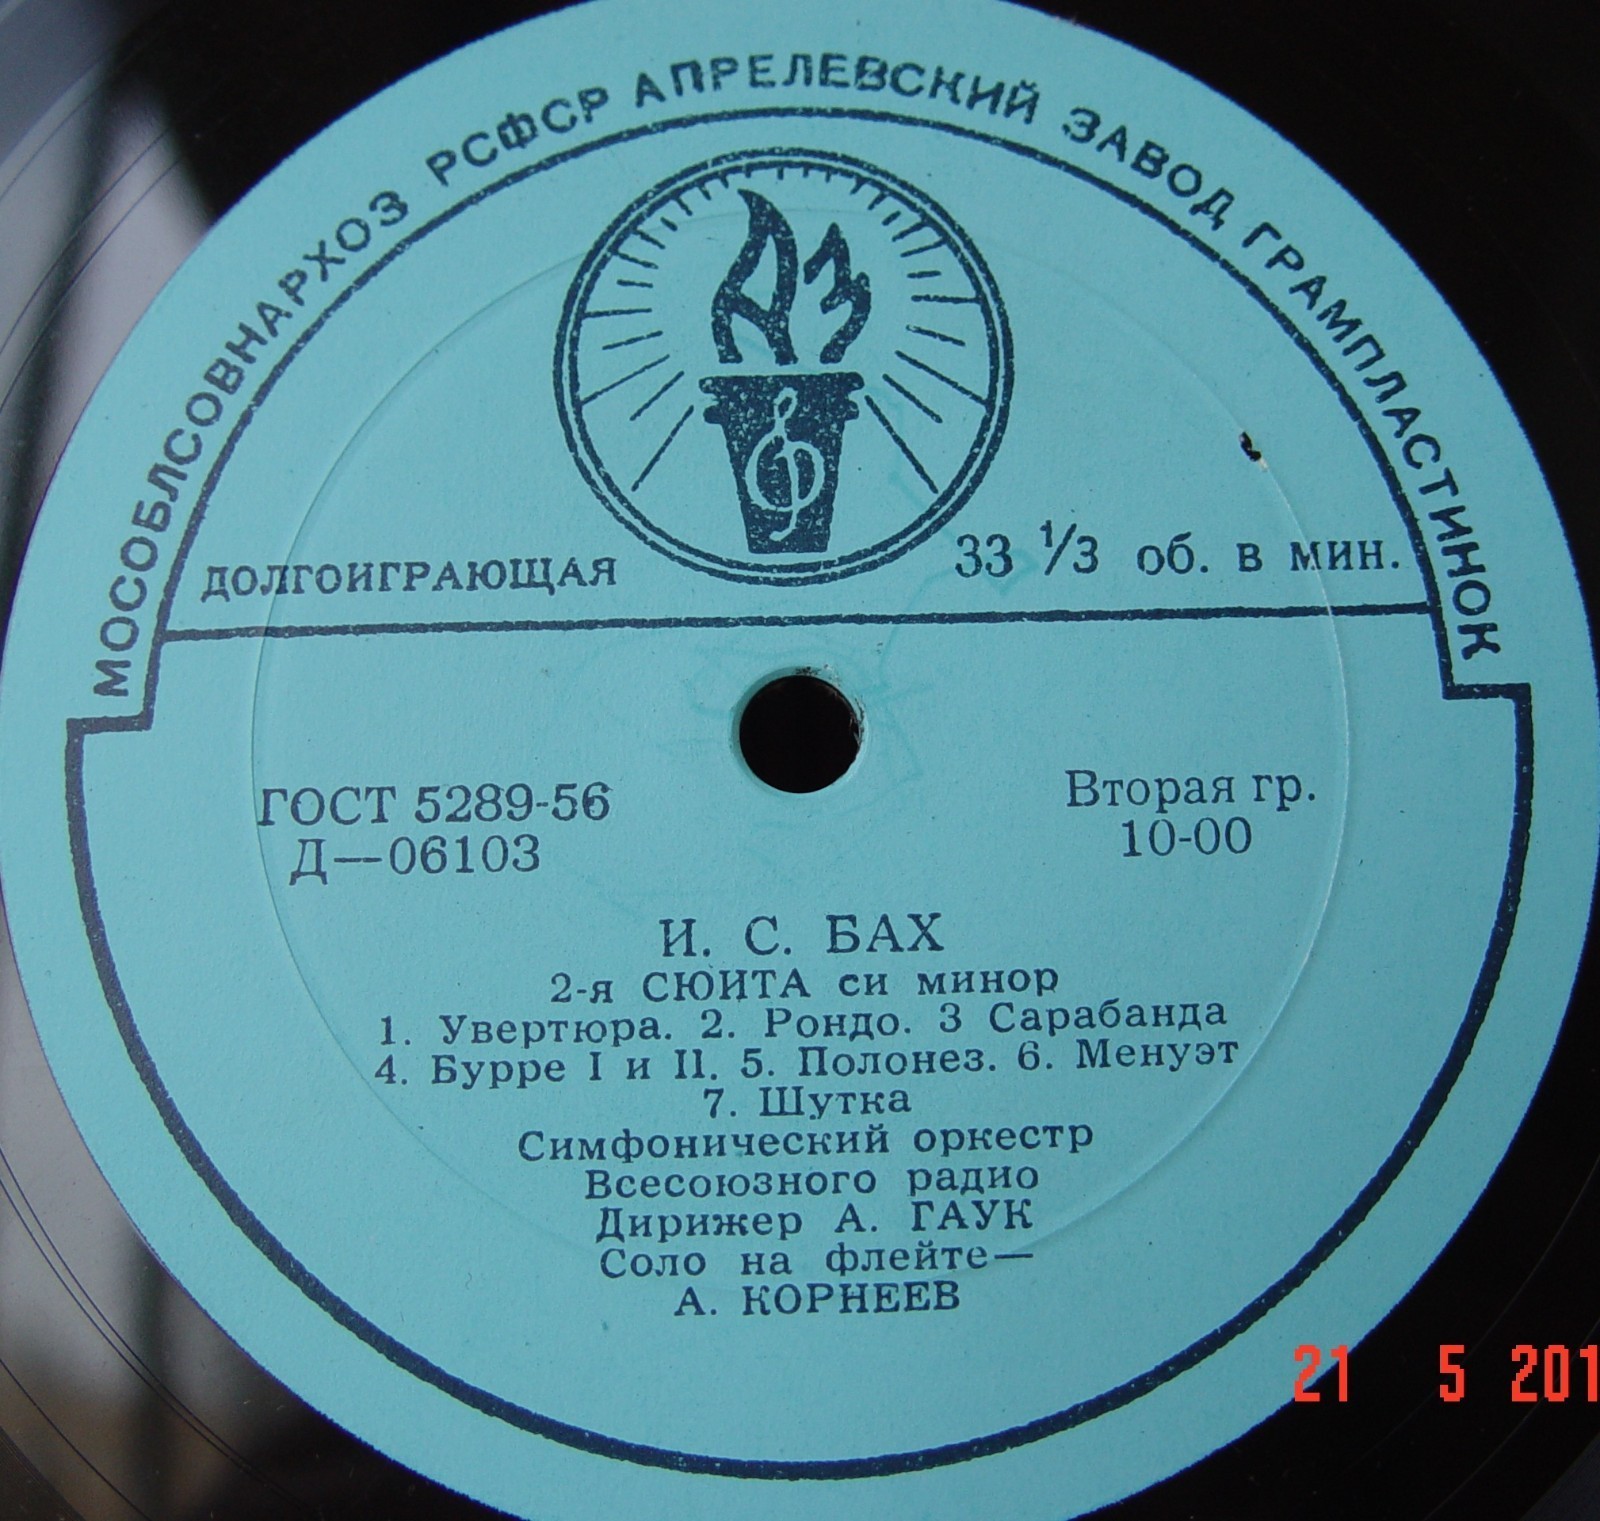 МОСОБЛСОВНАРХОЗ РСФСР АПРЕЛЕВСКИЙ ЗАВОД ГРАМПЛАСТИНОК
АЗ
ДОЛГОИГРАЮЩАЯ 33 1/3 об. в мин.
ГОСТ 5289-56 Вторая гр.
Д—06103 10-00
И. С. БАХ
2-я СЮИТА си минор
1. Увертюра. 2. Рондо. 3 Сарабанда
4. Бурре I и II. 5. Полонез. 6. Менуэт
7. Шутка
Симфонический оркестр
Всесоюзного радио
Дирижер А. ГАУК
Соло на флейте—
А. КОРНЕЕВ
21 5 201